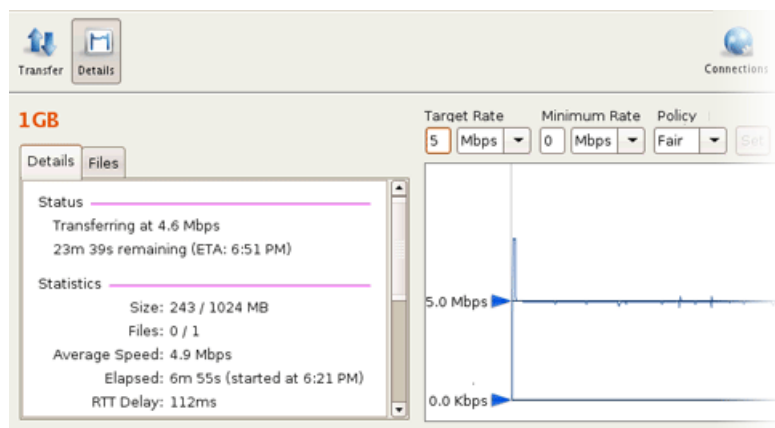 Transfer Details Connections
1GB
Target Rate Minimum Rate Policy
5 Mbps 0 Mbps Fair Set
Details Files
Status
Transferring at 4.6 Mbps
23m 39s remaining (ETA: 6:51 PM)
Statistics
Size: 243 / 1024 MB
Files: 0 / 1
Average Speed: 4.9 Mbps
Elapsed: 6m 55s (started at 6:21 PM)
RTT Delay: 112ms
5.0 Mbps
0.0 Kbps